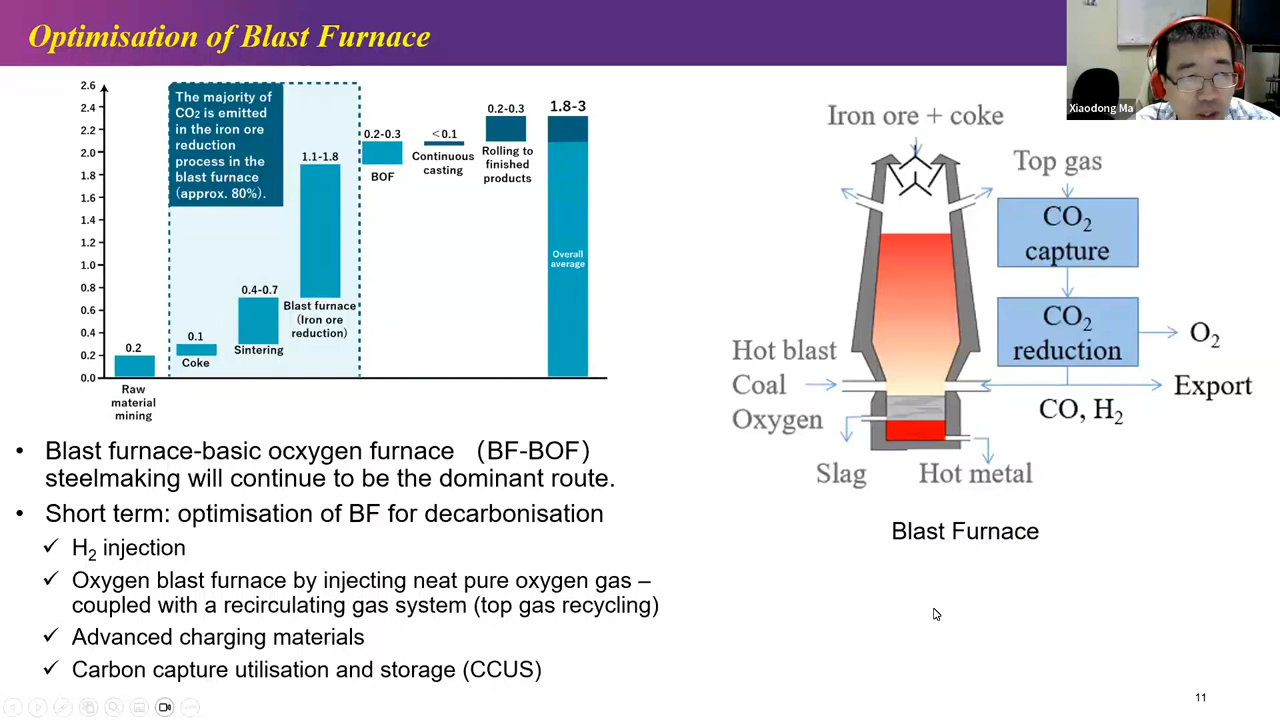 Optimisation of Blast Furnace
Xiaodong Ma
2.6
2.4
2.2
2.0
1.8
1.6
1.4
1.2
1.0
0.8
0.6
0.4
0.2
0.0
The majority of
CO2 is emitted
in the iron ore
reduction
process in the
blast furnace
(approx. 80%).
0.2
Raw
material
mining
0.1
Coke
0.4-0.7
Sintering
1.1-1.8
Blast furnace
(Iron ore
reduction)
0.2-0.3
BOF
<0.1
Continuous
casting
0.2-0.3
Rolling to
finished
products
1.8-3
Overall
average
Iron ore + coke
Top gas
CO2
capture
CO2
reduction
O2
Export
CO, H2
Hot blast
Coal
Oxygen
Slag
Hot metal
Blast Furnace
• Blast furnace-basic ocxygen furnace （BF-BOF）
steelmaking will continue to be the dominant route.
• Short term: optimisation of BF for decarbonisation
✓ H2 injection
✓ Oxygen blast furnace by injecting neat pure oxygen gas –
coupled with a recirculating gas system (top gas recycling)
✓ Advanced charging materials
✓ Carbon capture utilisation and storage (CCUS)
11